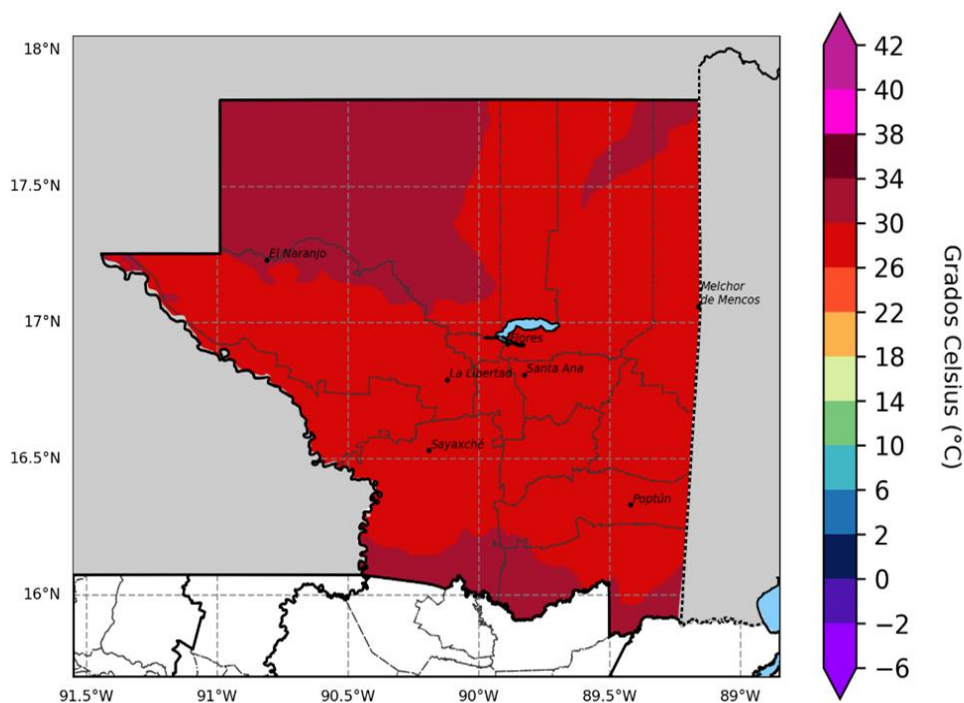 18°N
17.5°N
17°N
16.5°N
16°N
91.5°W
91°W
90.5°W
90°W
89.5°W
89°W
El Naranjo
Melchor
de Mencos
Flores
La Libertad
Santa Ana
Sayaxché
Poptún
42
40
38
34
30
26
22
18
14
10
6
2
0
−2
−6
Grados Celsius (°C)